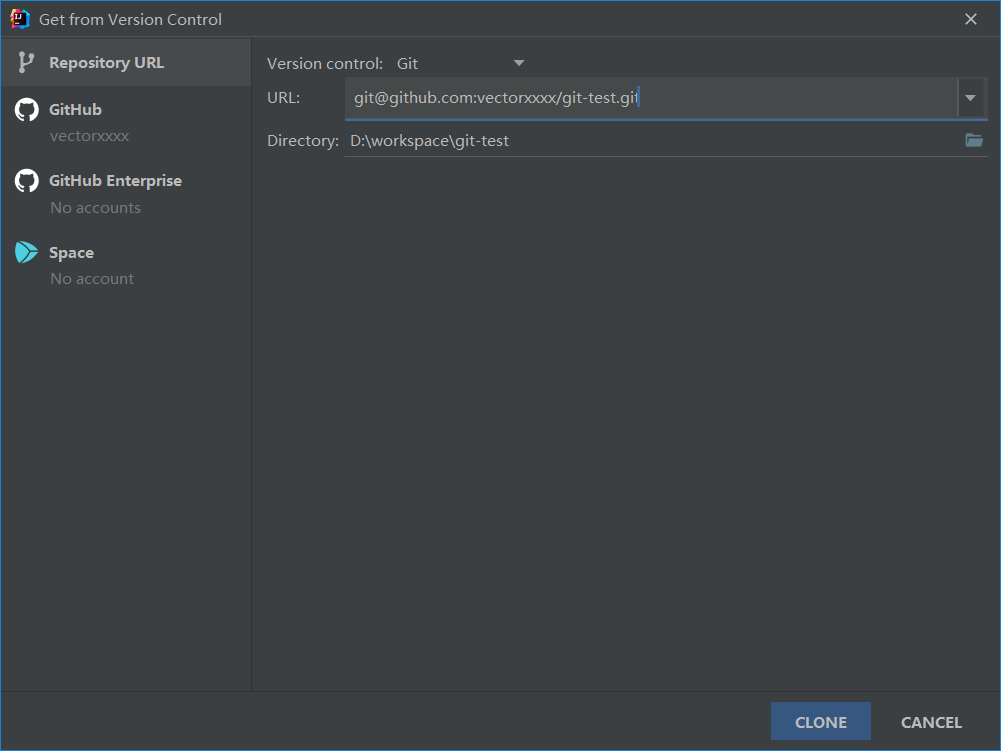 Get from Version Control
Repository URL
GitHub
vectorxxxx
GitHub Enterprise
No accounts
Space
No account
Version control: Git
URL: git@github.com:vectorxxxx/git-test.git
Directory: D:\workspace\git-test
CLONE CANCEL